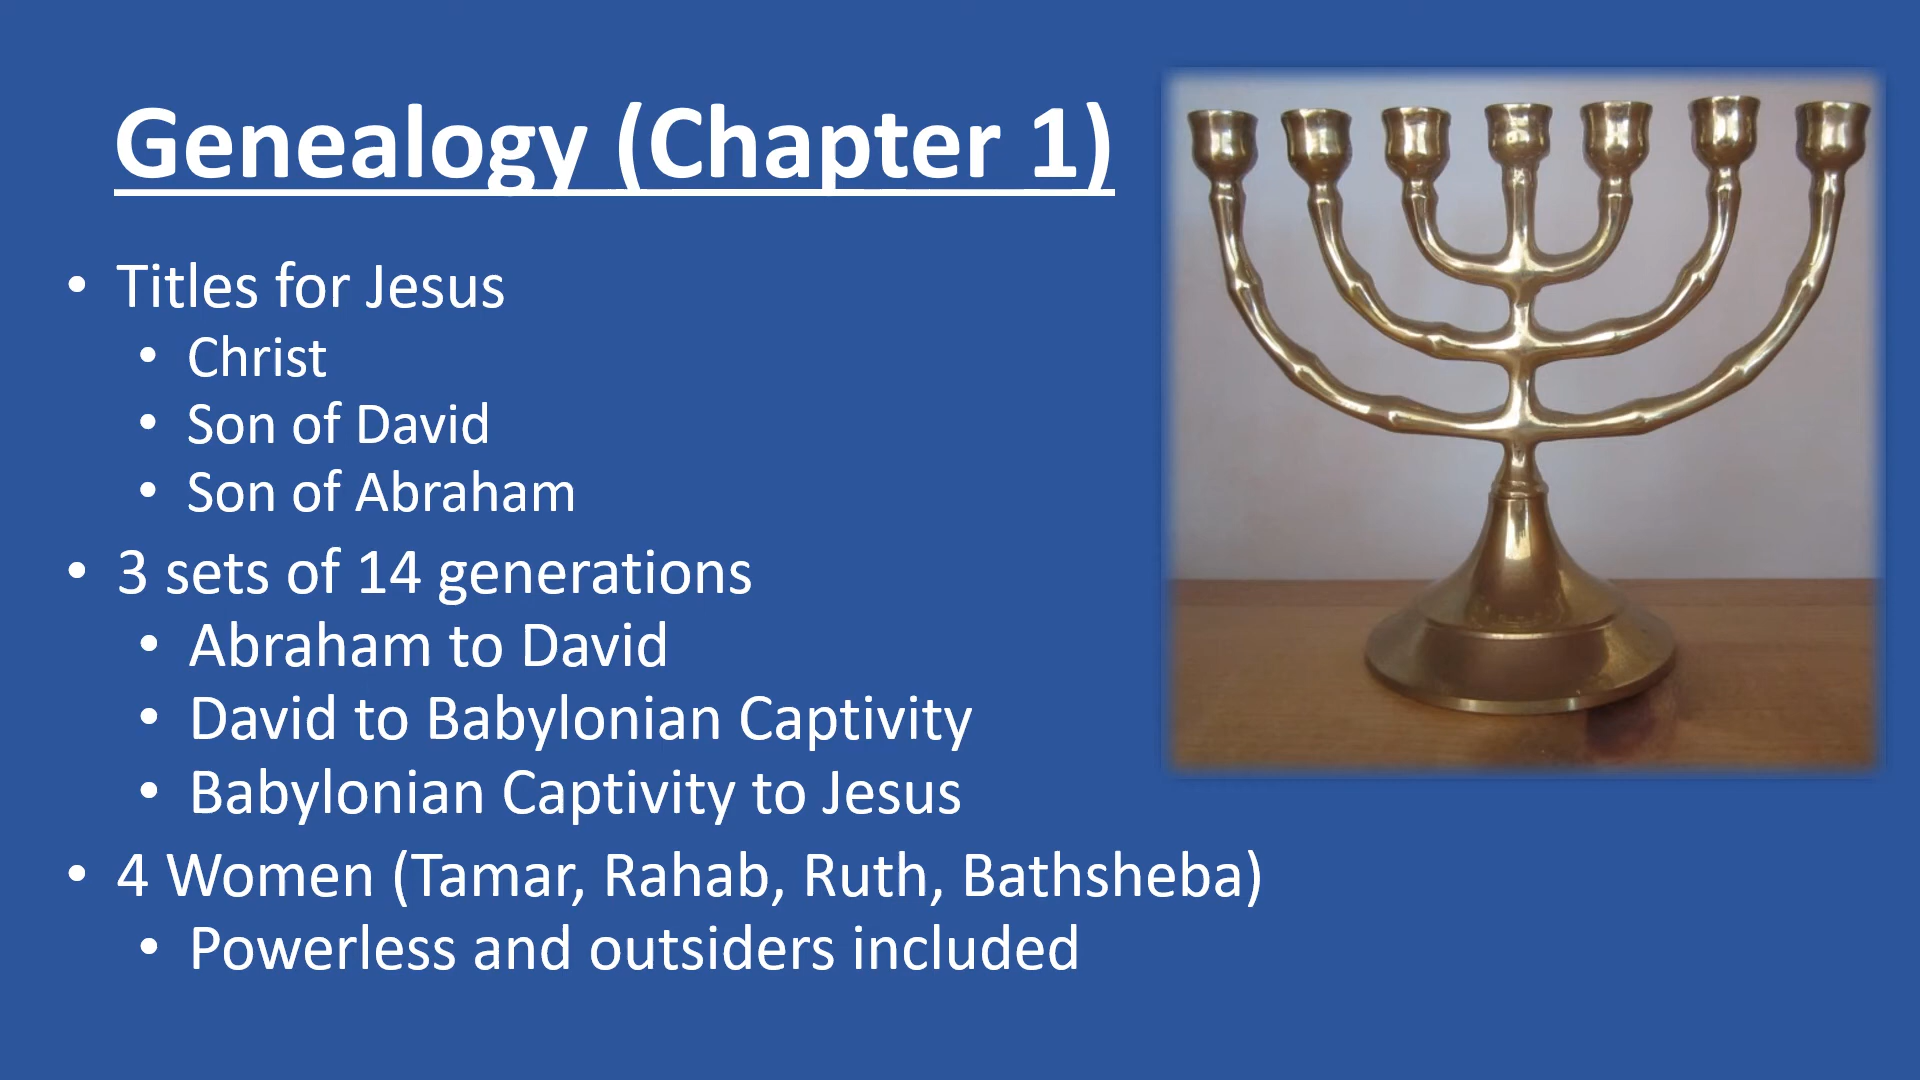 Genealogy (Chapter 1)
• Titles for Jesus
• Christ
• Son of David
• Son of Abraham
• 3 sets of 14 generations
• Abraham to David
• David to Babylonian Captivity
• Babylonian Captivity to Jesus
• 4 Women (Tamar, Rahab, Ruth, Bathsheba)
• Powerless and outsiders included